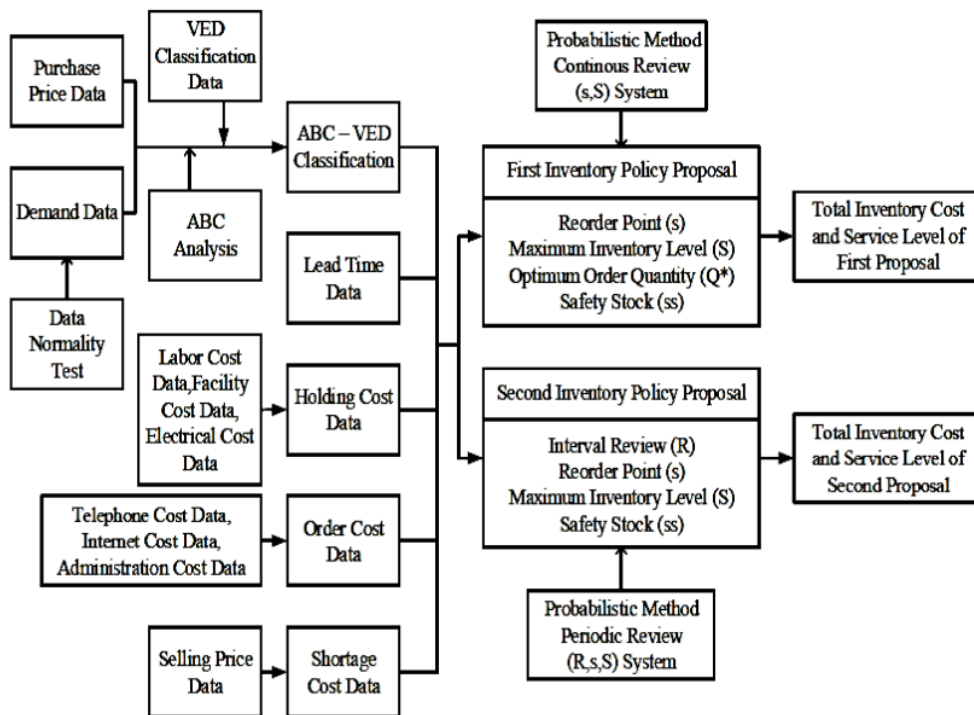 VED
Classification
Data
Purchase
Price Data
Demand Data
Data
Normality
Test
ABC
Analysis
ABC – VED
Classification
Lead Time
Data
Labor Cost
Data,Facility
Cost Data,
Electrical Cost
Data
Holding Cost
Data
Telephone Cost Data,
Internet Cost Data,
Administration Cost Data
Order Cost
Data
Selling Price
Data
Shortage
Cost Data
Probabilistic Method
Continous Review
(s,S) System
First Inventory Policy Proposal
Reorder Point (s)
Maximum Inventory Level (S)
Optimum Order Quantity (Q*)
Safety Stock (ss)
Total Inventory Cost
and Service Level of
First Proposal
Second Inventory Policy Proposal
Interval Review (R)
Reorder Point (s)
Maximum Inventory Level (S)
Safety Stock (ss)
Total Inventory Cost
and Service Level of
Second Proposal
Probabilistic Method
Periodic Review
(R,s,S) System